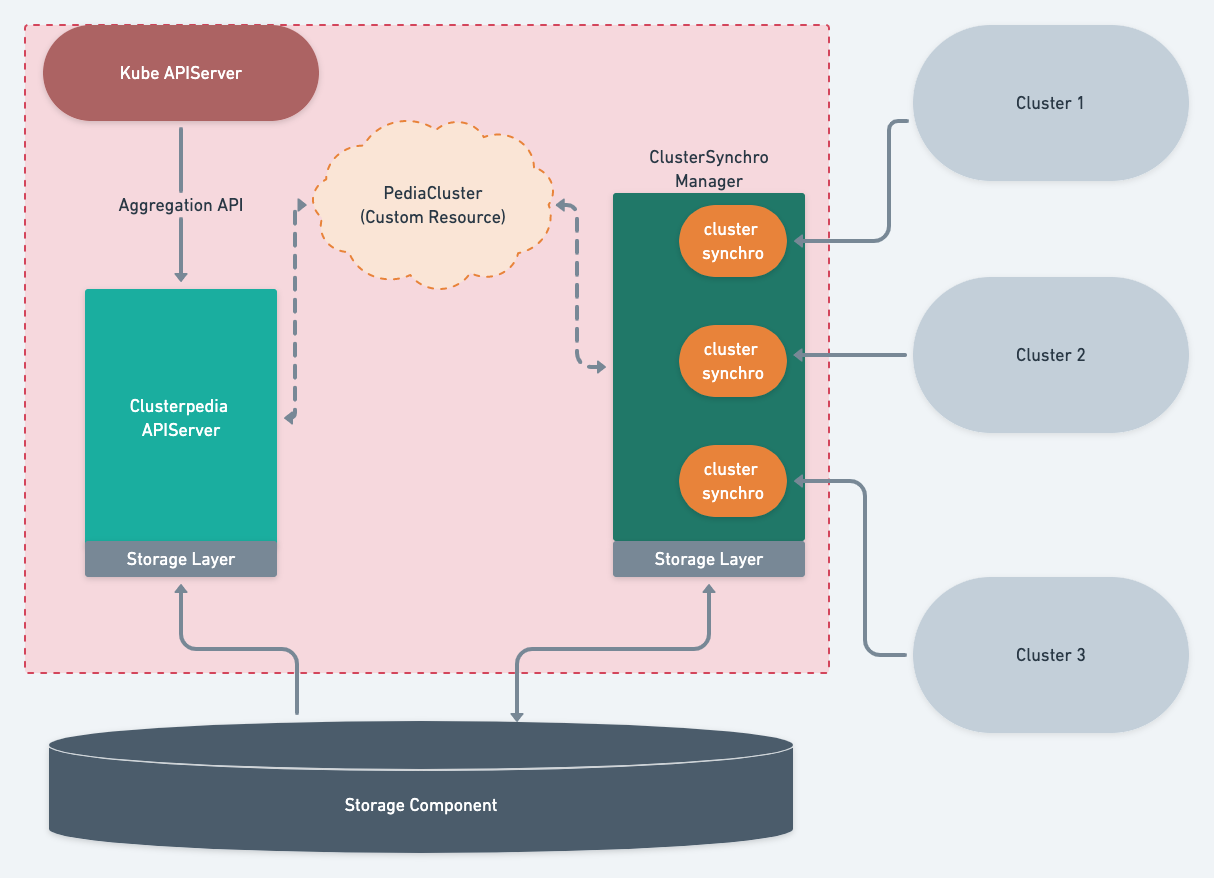 Kube APIServer
Aggregation API
Clusterpedia
APIServer
Storage Layer
PediaCluster
(Custom Resource)
ClusterSynchro
Manager
cluster
synchro
cluster
synchro
cluster
synchro
Storage Layer
Cluster 1
Cluster 2
Cluster 3
Storage Component